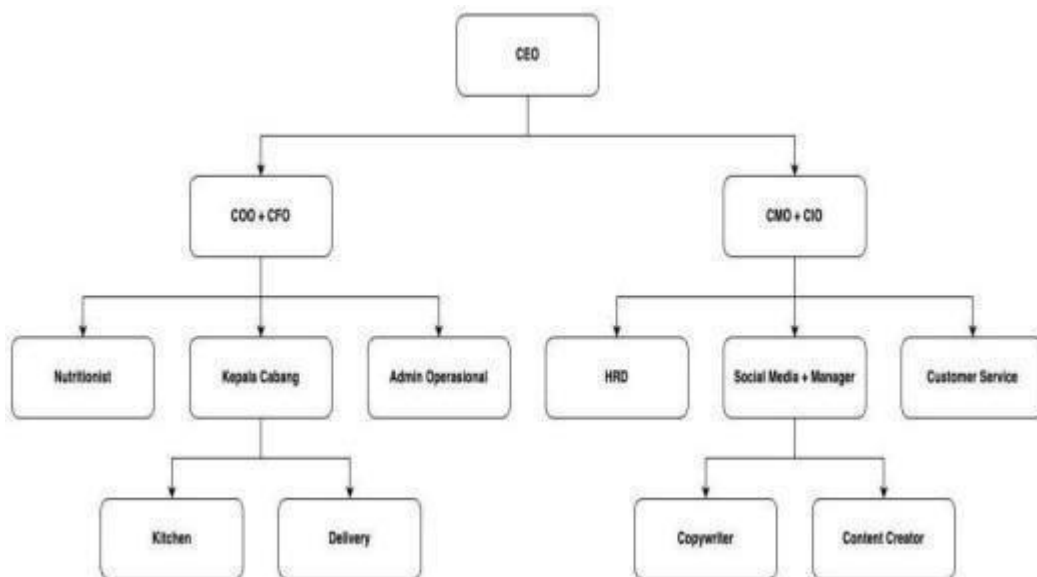 CEO
COO + CFO
CMO + CIO
Nutritionist
Kepala Cabang
Admin Operasional
HRD
Social Media + Manager
Customer Service
Kitchen
Delivery
Copywriter
Content Creator